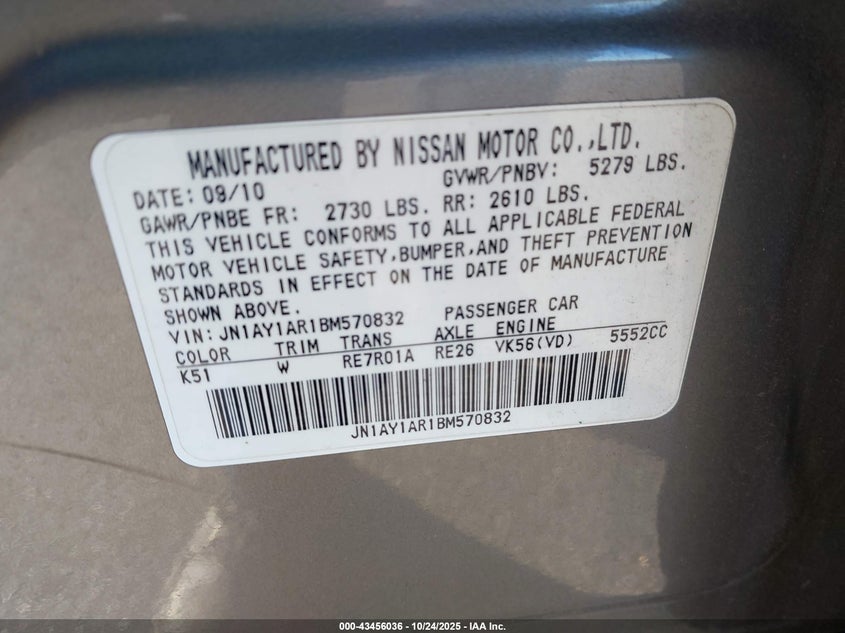 MANUFACTURED BY NISSAN MOTOR CO.,LTD.
DATE: 09/10 GVWR/PNBV: 5279 LBS.
GAWR/PNBE FR: 2730 LBS. RR: 2610 LBS.
THIS VEHICLE CONFORMS TO ALL APPLICABLE FEDERAL
MOTOR VEHICLE SAFETY,BUMPER,AND THEFT PREVENTION
STANDARDS IN EFFECT ON THE DATE OF MANUFACTURE
SHOWN ABOVE.
VIN: JN1AY1AR1BM570832 PASSENGER CAR
COLOR TRIM TRANS AXLE ENGINE
K51 W RE7R01A RE26 VK56(VD) 5552CC
JN1AY1AR1BM570832
000-43456036 - 10/24/2025 - IAA Inc.